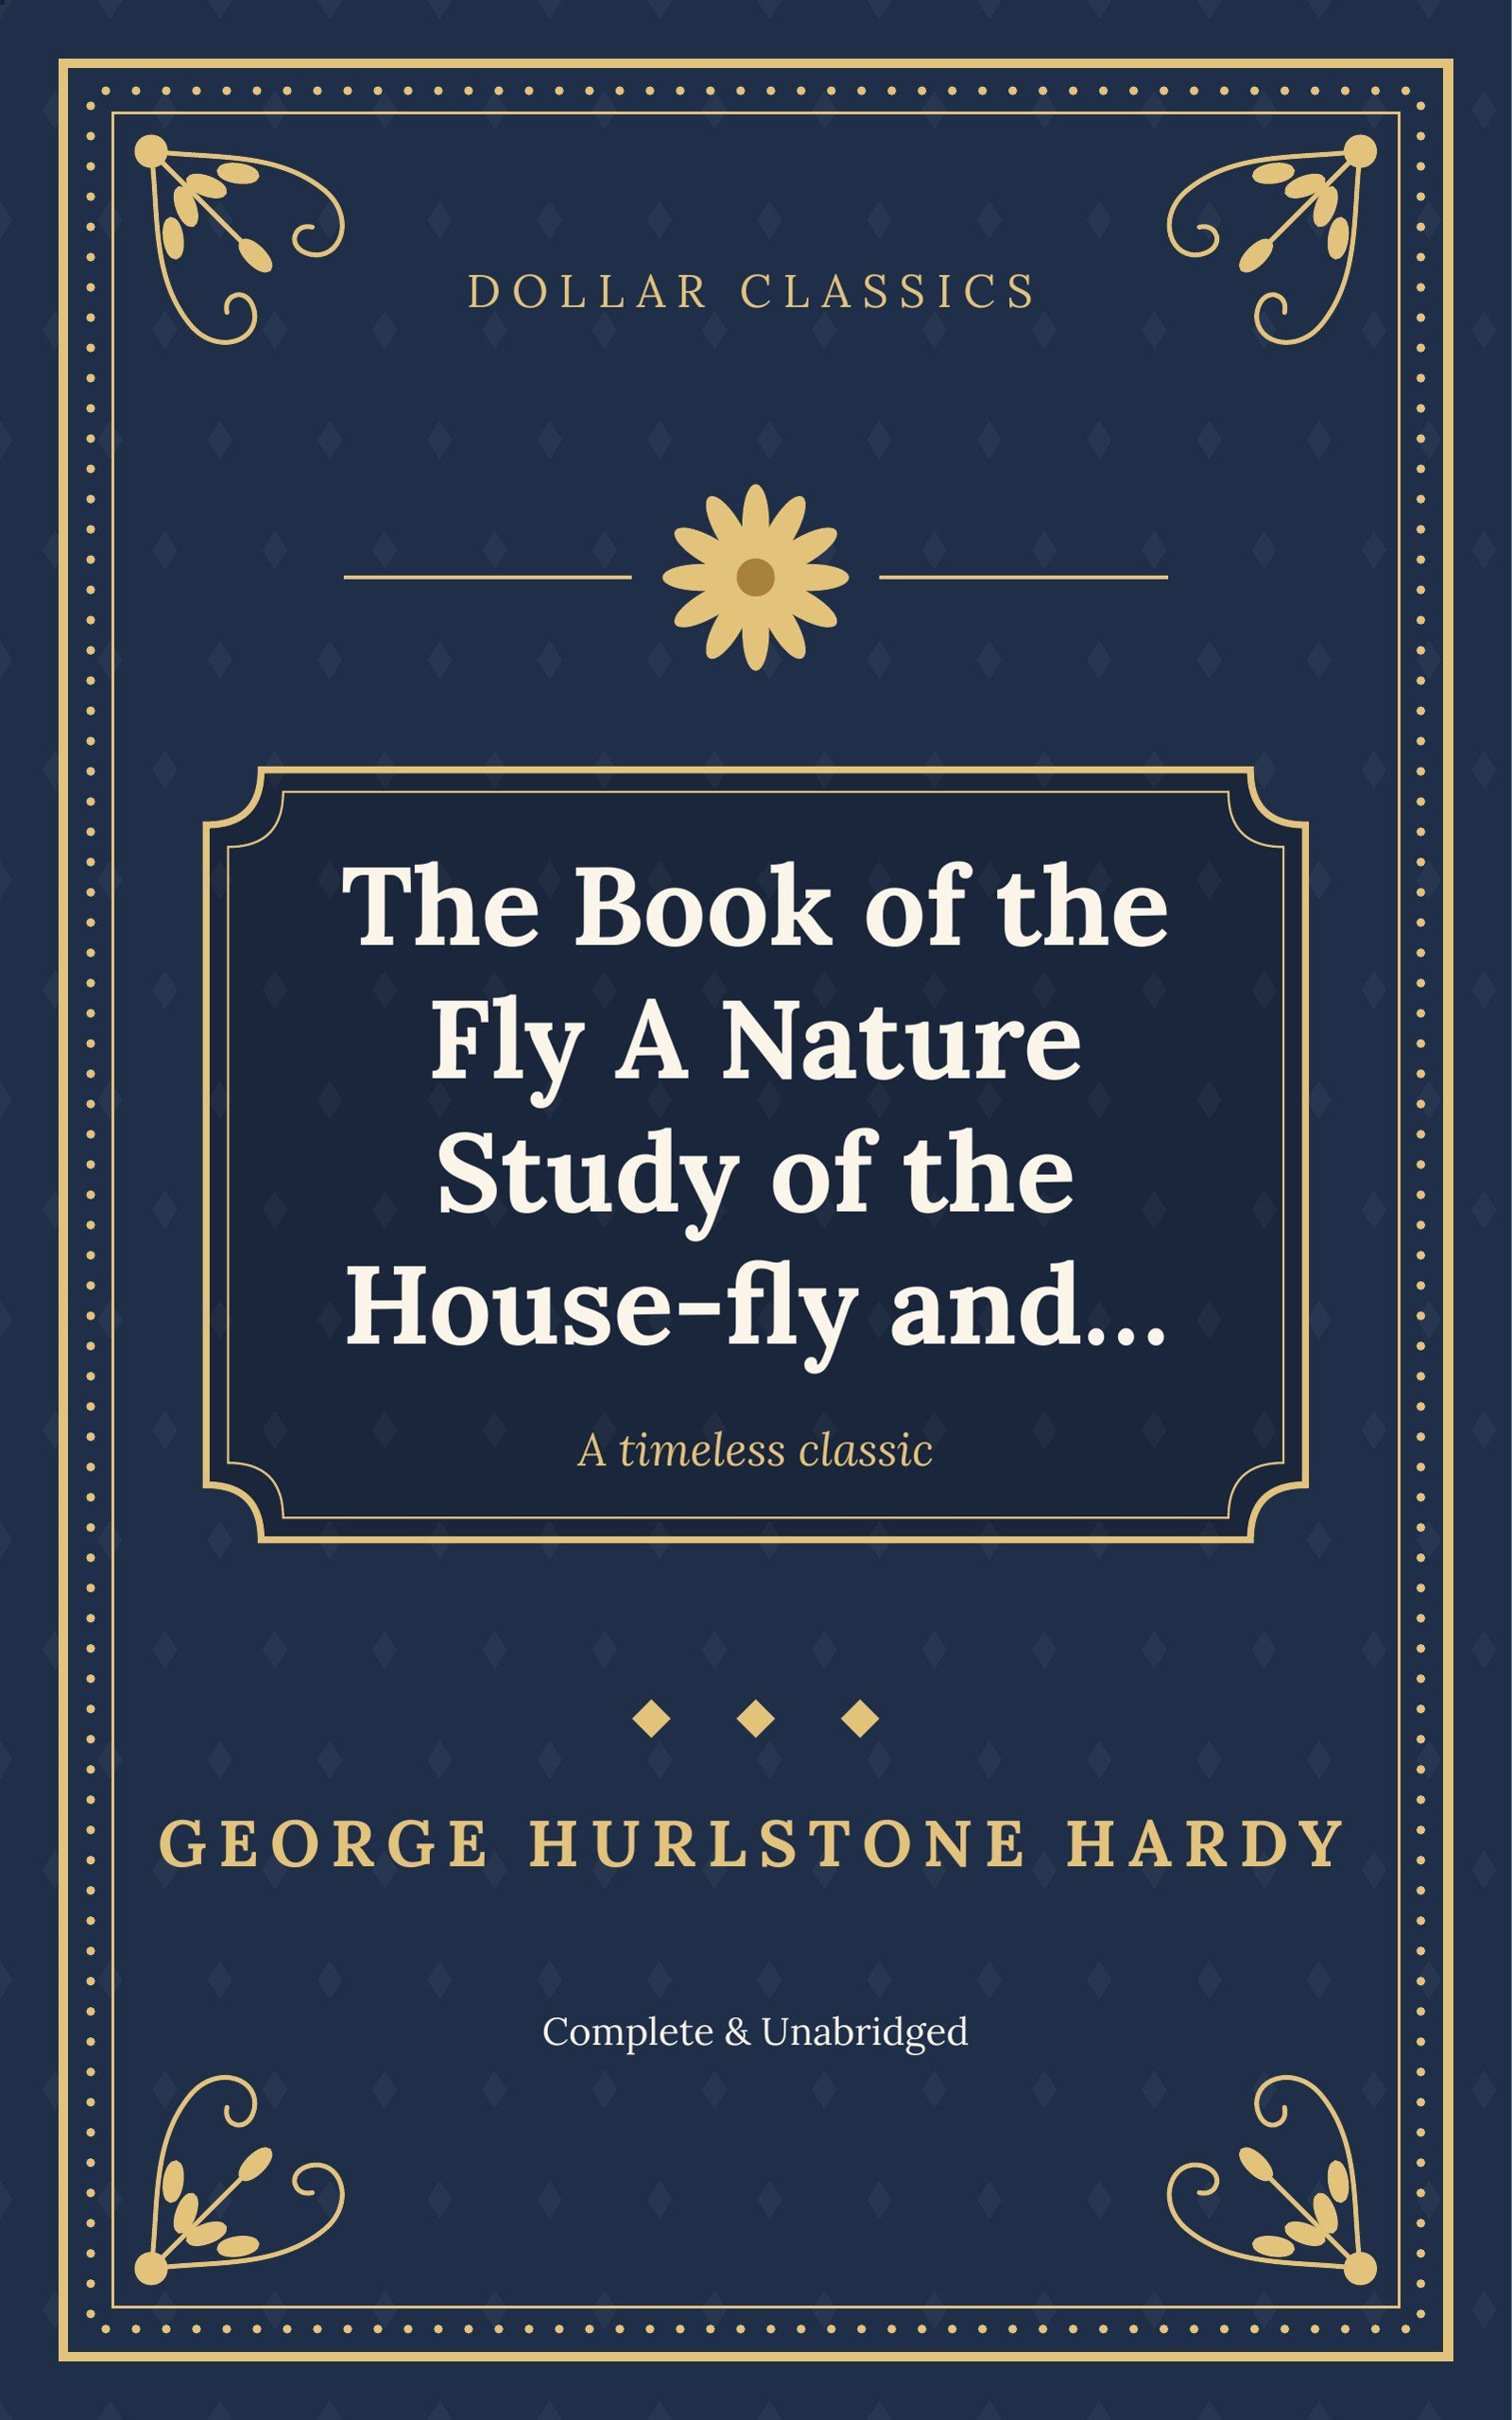 DOLLAR CLASSICS
The Book of the
Fly A Nature
Study of the
House-fly and...
A timeless classic
GEORGE HURLSTONE HARDY
Complete & Unabridged